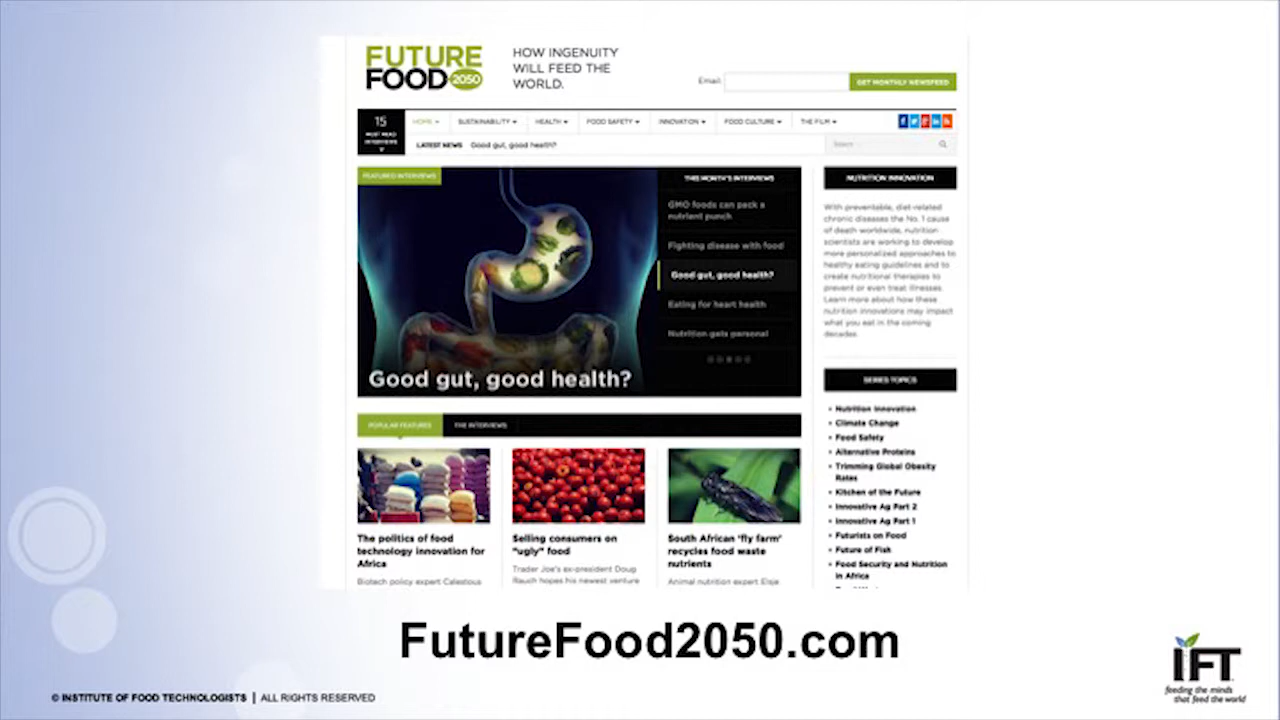 FUTURE
FOOD 2050
HOW INGENUITY
WILL FEED THE
WORLD.
Email:
GET MONTHLY NEWSFEED
15
MUST READ
INTERVIEWS
HOME
SUSTAINABILITY
HEALTH
FOOD SAFETY
INNOVATION
FOOD CULTURE
THE FILM
LATEST NEWS Good gut, good health?
Search
FEATURED INTERVIEWS
THIS MONTH'S INTERVIEWS
GMO foods can pack a
nutrient punch
Fighting disease with food
Good gut, good health?
Eating for heart health
Nutrition gets personal
Good gut, good health?
NUTRITION INNOVATION
With preventable, diet-related
chronic diseases the No. 1 cause
of death worldwide, nutrition
scientists are working to develop
more personalized approaches to
healthy eating guidelines and to
create nutritional therapies to
prevent or even treat illnesses.
Learn more about how these
nutrition innovations may impact
what you eat in the coming
decades.
SERIES TOPICS
Nutrition Innovation
Climate Change
Food Safety
Alternative Proteins
Trimming Global Obesity
Rates
Kitchen of the Future
Innovative Ag Part 2
Innovative Ag Part 1
Futurists on Food
Future of Fish
Food Security and Nutrition
in Africa
POPULAR FEATURES
THE INTERVIEWS
The politics of food
technology innovation for
Africa
Biotech policy expert Calestous
Selling consumers on
"ugly" food
Trader Joe's ex-president Doug
Rauch hopes his newest venture
South African 'fly farm'
recycles food waste
nutrients
Animal nutrition expert Elsje
FutureFood2050.com
© INSTITUTE OF FOOD TECHNOLOGISTS | ALL RIGHTS RESERVED
IFT
feeding the minds
that feed the world